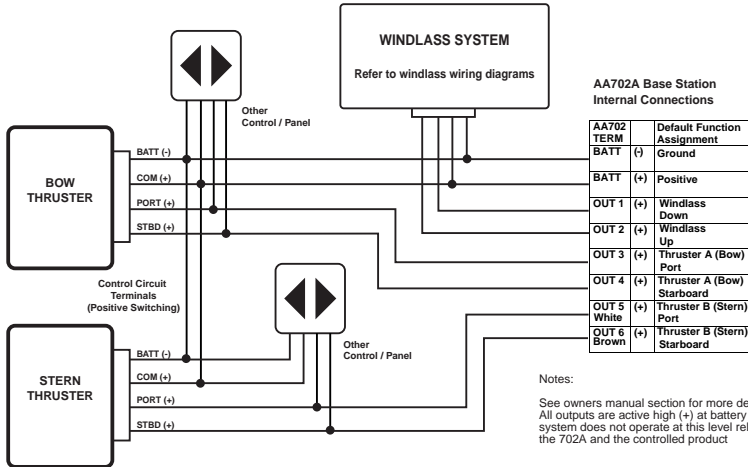 WINDLASS SYSTEM
Refer to windlass wiring diagrams
Other
Control / Panel
AA702A Base Station
Internal Connections
AA702 TERM Default Function Assignment
BATT (-) Ground
BATT (+) Positive
OUT 1 (+) Windlass Down
OUT 2 (+) Windlass Up
OUT 3 (+) Thruster A (Bow) Port
OUT 4 (+) Thruster A (Bow) Starboard
OUT 5 White (+) Thruster B (Stern) Port
OUT 6 Brown (+) Thruster B (Stern) Starboard
BOW
THRUSTER
BATT (-)
COM (+)
PORT (+)
STBD (+)
Control Circuit
Terminals
(Positive Switching)
Other
Control / Panel
STERN
THRUSTER
BATT (-)
COM (+)
PORT (+)
STBD (+)
Notes:
See owners manual section for more
All outputs are active high (+) at battery
system does not operate at this level
the 702A and the controlled product